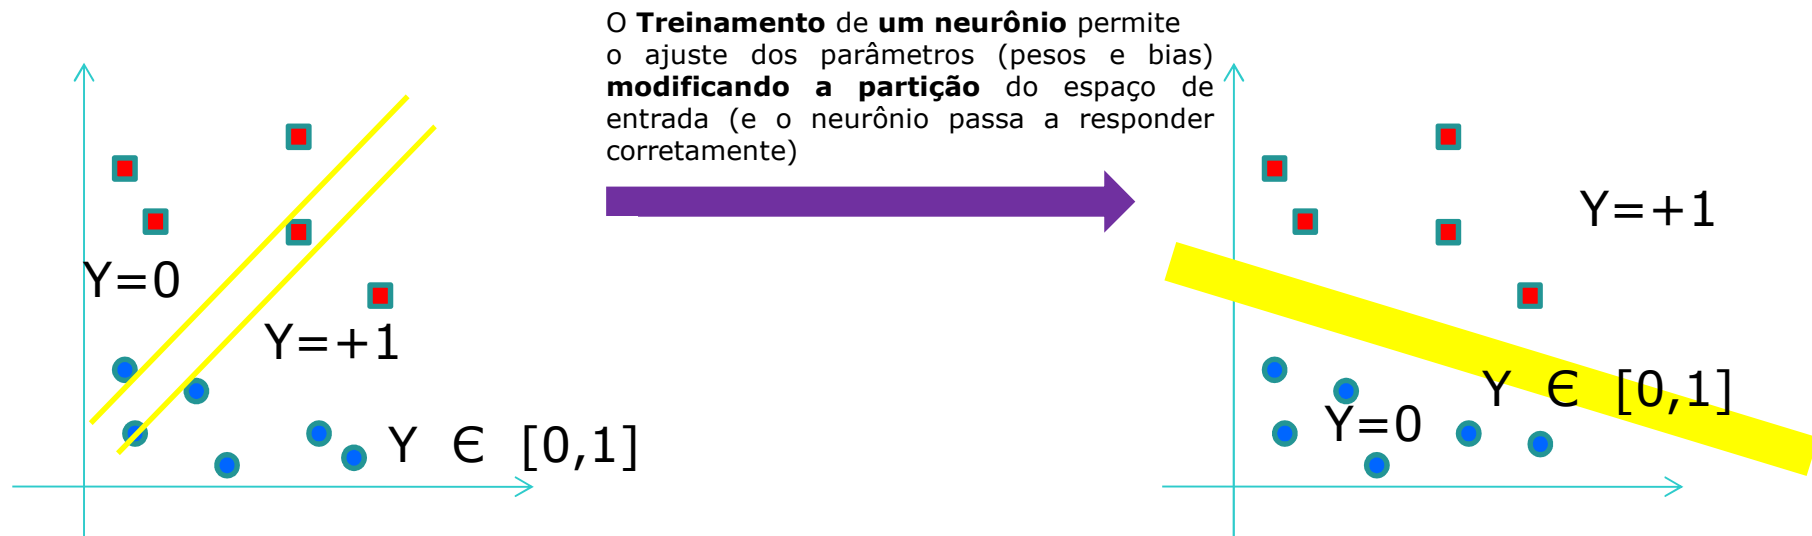 O Treinamento de um neurônio permite
o ajuste dos parâmetros (pesos e bias)
modificando a partição do espaço de
entrada (e o neurônio passa a responder
corretamente)
Y=0
Y=+1
Y Є [0,1]
Y=+1
Y Є [0,1]
Y=0